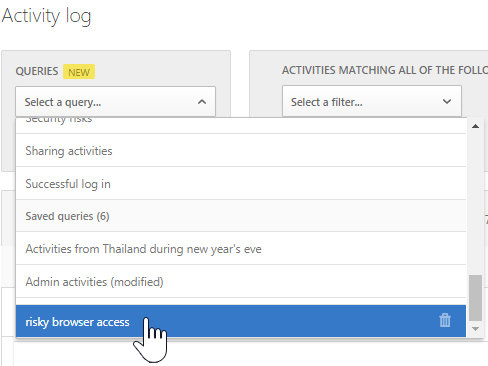 Activity log
QUERIES NEW
ACTIVITIES MATCHING ALL OF THE FOLLO
Select a query...
Select a filter...
Security risks
Sharing activities
Successful log in
Saved queries (6)
Activities from Thailand during new year's eve
Admin activities (modified)
risky browser access